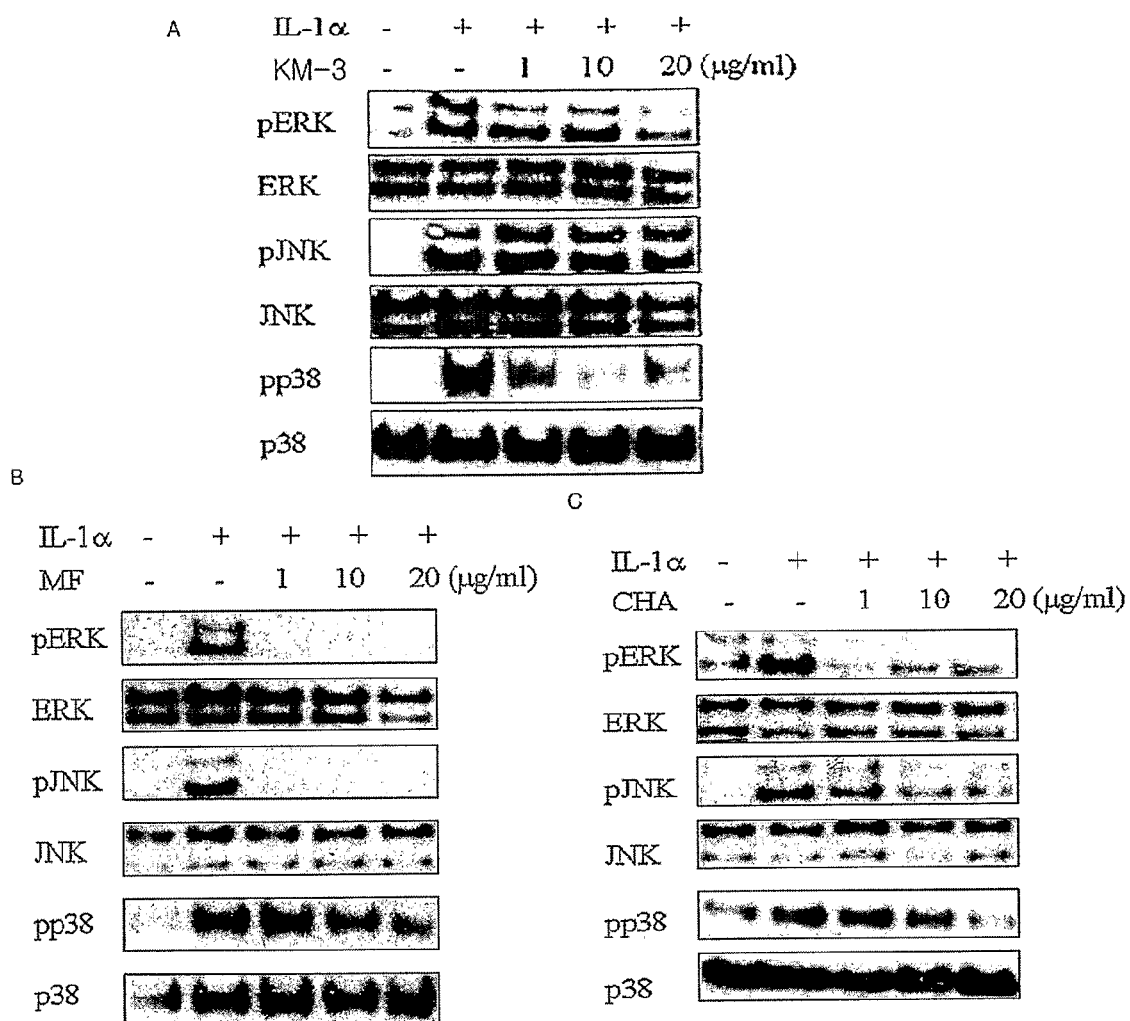 A
IL-1α - + + + +
KM-3 - - 1 10 20 (μg/ml)
pERK
ERK
pJNK
JNK
pp38
p38
B
IL-1α - + + + +
MF - - 1 10 20 (μg/ml)
pERK
ERK
pJNK
JNK
pp38
p38
C
IL-1α - + + + +
CHA - - 1 10 20 (μg/ml)
pERK
ERK
pJNK
JNK
pp38
p38